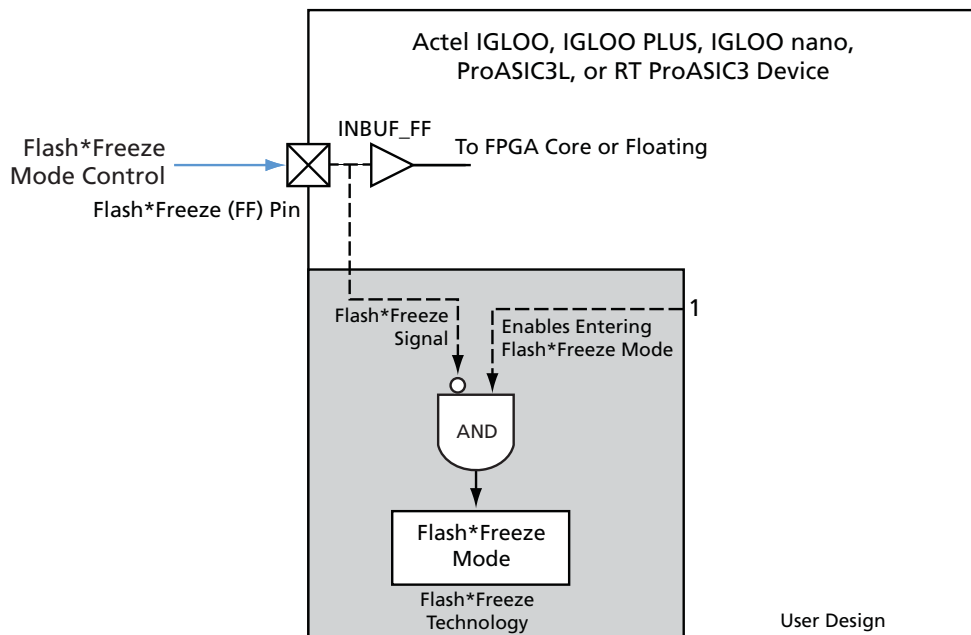 Actel IGLOO, IGLOO PLUS, IGLOO nano,
ProASIC3L, or RT ProASIC3 Device
INBUF_FF
To FPGA Core or Floating
Flash*Freeze
Mode Control
Flash*Freeze (FF) Pin
1
Flash*Freeze
Signal
Enables Entering
Flash*Freeze Mode
AND
Flash*Freeze
Mode
Flash*Freeze
Technology
User Design